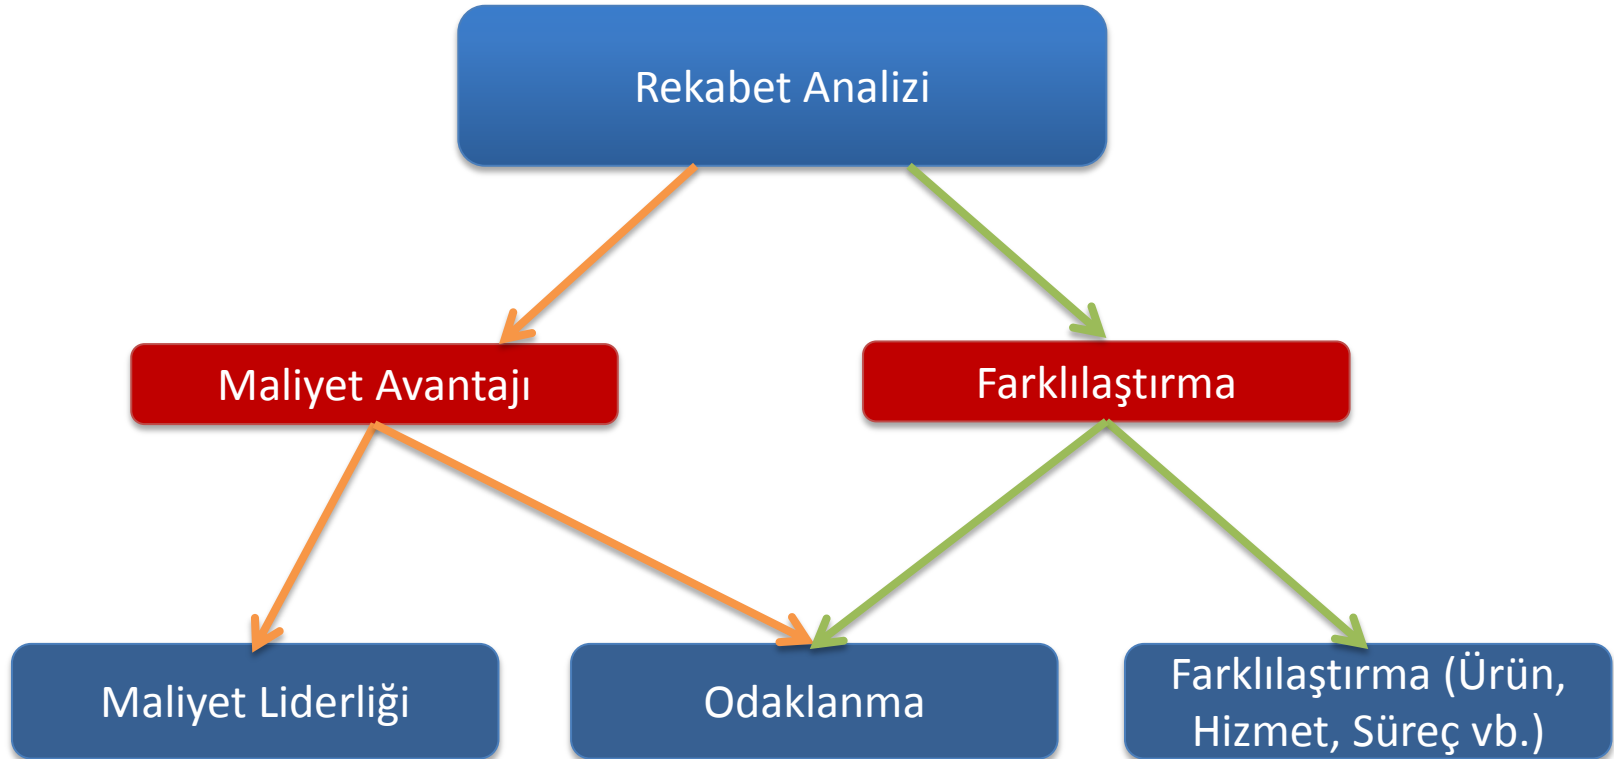 Rekabet Analizi
Maliyet Avantajı
Farklılaştırma
Maliyet Liderliği
Odaklanma
Farklılaştırma (Ürün,
Hizmet, Süreç vb.)